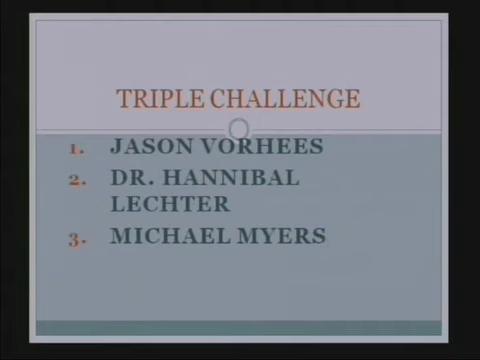 TRIPLE CHALLENGE
1. JASON VORHEES
2. DR. HANNIBAL
LECHTER
3. MICHAEL MYERS